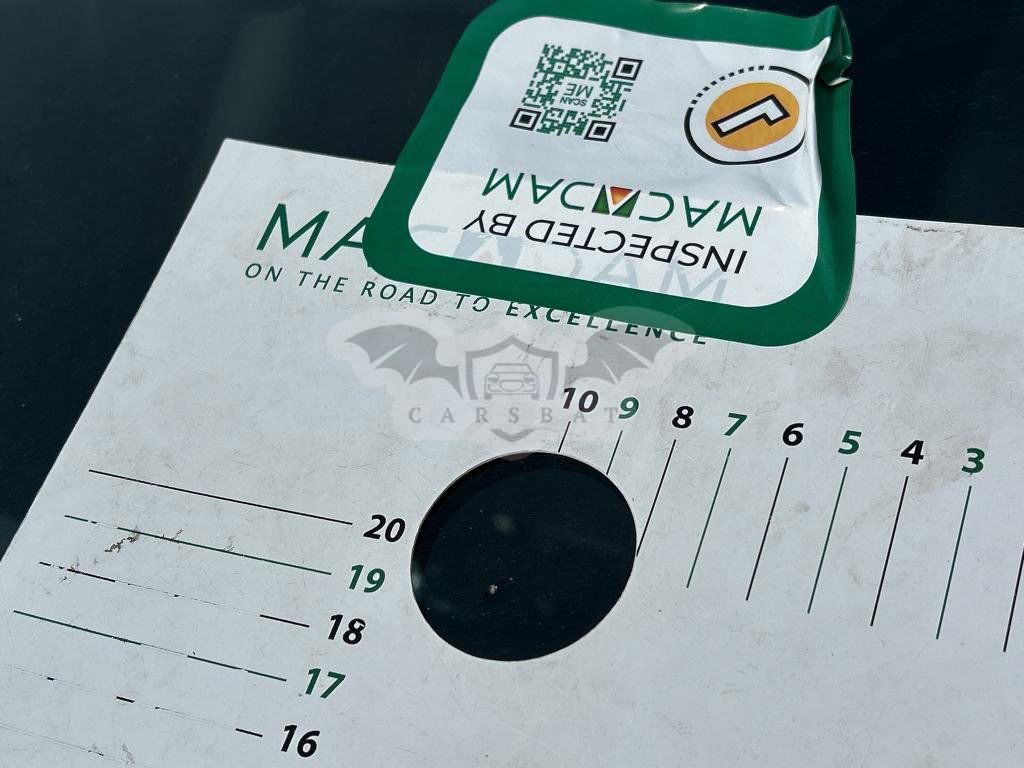 SCAN
ME
MACADAM
INSPECTED BY
MA
ON THE ROAD TO EXCELLENCE
CARSBAT
10 9 8 7 6 5 4 3
20
19
18
17
16